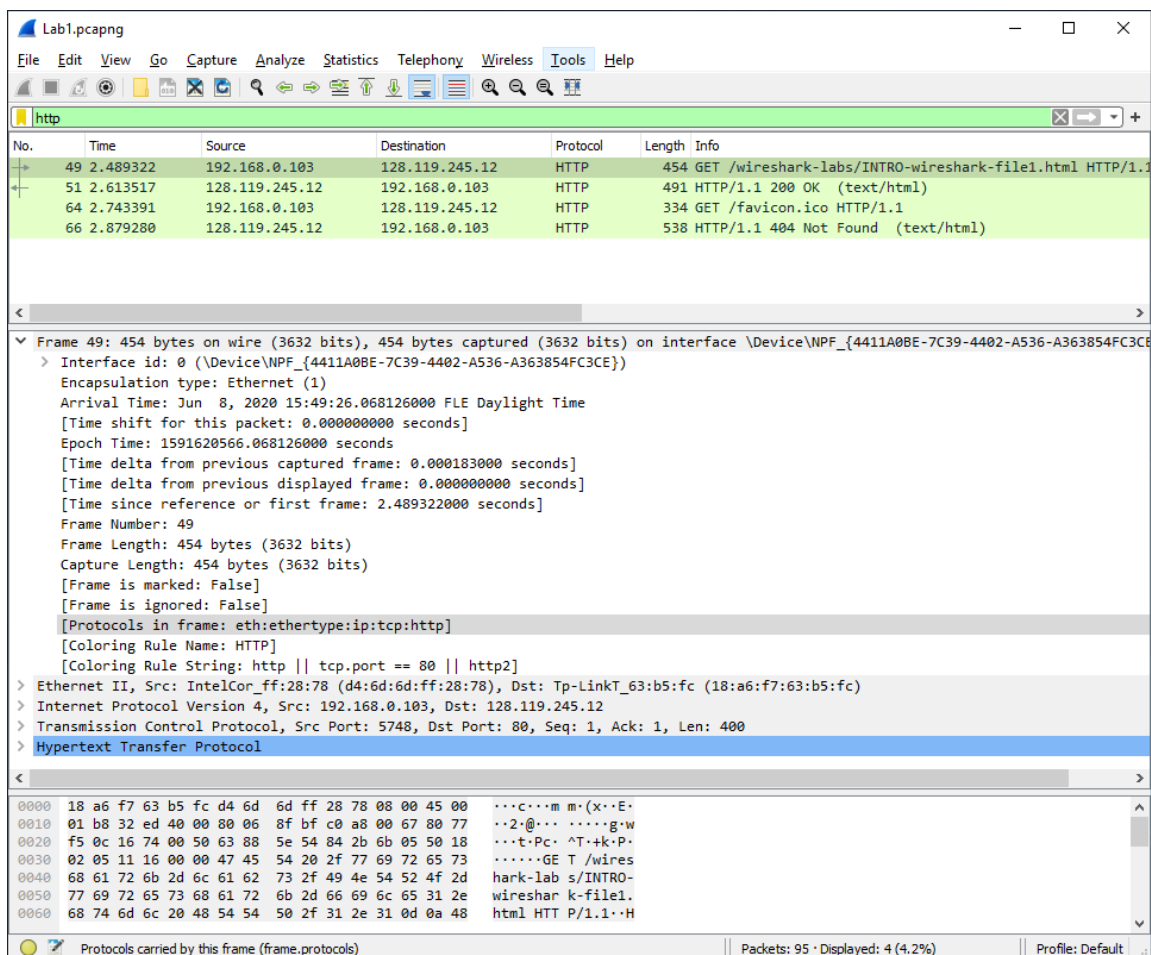 Lab1.pcapng
File Edit View Go Capture Analyze Statistics Telephony Wireless Tools Help
http
No. Time Source Destination Protocol Length Info
49 2.489322 192.168.0.103 128.119.245.12 HTTP 454 GET /wireshark-labs/INTRO-wireshark-file1.html HTTP/1.1
51 2.613517 128.119.245.12 192.168.0.103 HTTP 491 HTTP/1.1 200 OK (text/html)
64 2.743391 192.168.0.103 128.119.245.12 HTTP 334 GET /favicon.ico HTTP/1.1
66 2.879280 128.119.245.12 192.168.0.103 HTTP 538 HTTP/1.1 404 Not Found (text/html)
Frame 49: 454 bytes on wire (3632 bits), 454 bytes captured (3632 bits) on interface \Device\NPF_{4411A0BE-7C39-4402-A536-A363854FC3CE
Interface id: 0 (\Device\NPF_{4411A0BE-7C39-4402-A536-A363854FC3CE})
Encapsulation type: Ethernet (1)
Arrival Time: Jun 8, 2020 15:49:26.068126000 FLE Daylight Time
[Time shift for this packet: 0.000000000 seconds]
Epoch Time: 1591620566.068126000 seconds
[Time delta from previous captured frame: 0.000183000 seconds]
[Time delta from previous displayed frame: 0.000000000 seconds]
[Time since reference or first frame: 2.489322000 seconds]
Frame Number: 49
Frame Length: 454 bytes (3632 bits)
Capture Length: 454 bytes (3632 bits)
[Frame is marked: False]
[Frame is ignored: False]
[Protocols in frame: eth:ethertype:ip:tcp:http]
[Coloring Rule Name: HTTP]
[Coloring Rule String: http || tcp.port == 80 || http2]
Ethernet II, Src: IntelCor_ff:28:78 (d4:6d:6d:ff:28:78), Dst: Tp-LinkT_63:b5:fc (18:a6:f7:63:b5:fc)
Internet Protocol Version 4, Src: 192.168.0.103, Dst: 128.119.245.12
Transmission Control Protocol, Src Port: 5748, Dst Port: 80, Seq: 1, Ack: 1, Len: 400
Hypertext Transfer Protocol
0000 18 a6 f7 63 b5 fc d4 6d 6d ff 28 78 08 00 45 00 ···c···m m·(x··E·
0010 01 b8 32 ed 40 00 80 06 8f bf c0 a8 00 67 80 77 ··2·@··· ·····g·w
0020 f5 0c 16 74 00 50 63 88 5e 54 84 2b 6b 05 50 18 ···t·Pc· ^T·+k·P·
0030 02 05 11 16 00 00 47 45 54 20 2f 77 69 72 65 73 ······GE T /wires
0040 68 61 72 6b 2d 6c 61 62 73 2f 49 4e 54 52 4f 2d hark-lab s/INTRO-
0050 77 69 72 65 73 68 61 72 6b 2d 66 69 6c 65 31 2e wireshar k-file1.
0060 68 74 6d 6c 20 48 54 54 50 2f 31 2e 31 0d 0a 48 html HTT P/1.1··H
Protocols carried by this frame (frame.protocols) Packets: 95 · Displayed: 4 (4.2%) Profile: Default